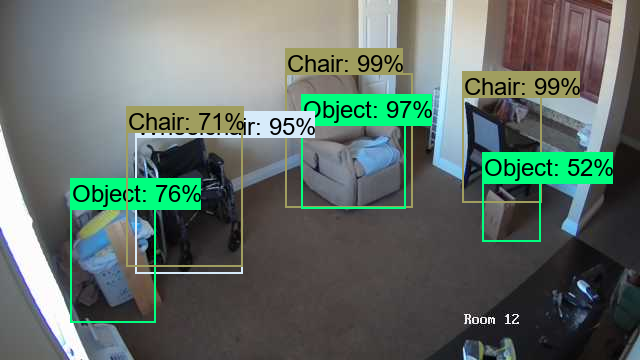 Chair: 99%
Chair: 99%
Object: 97%
Chair: 71%
ir: 95%
Object: 52%
Object: 76%
Room 12